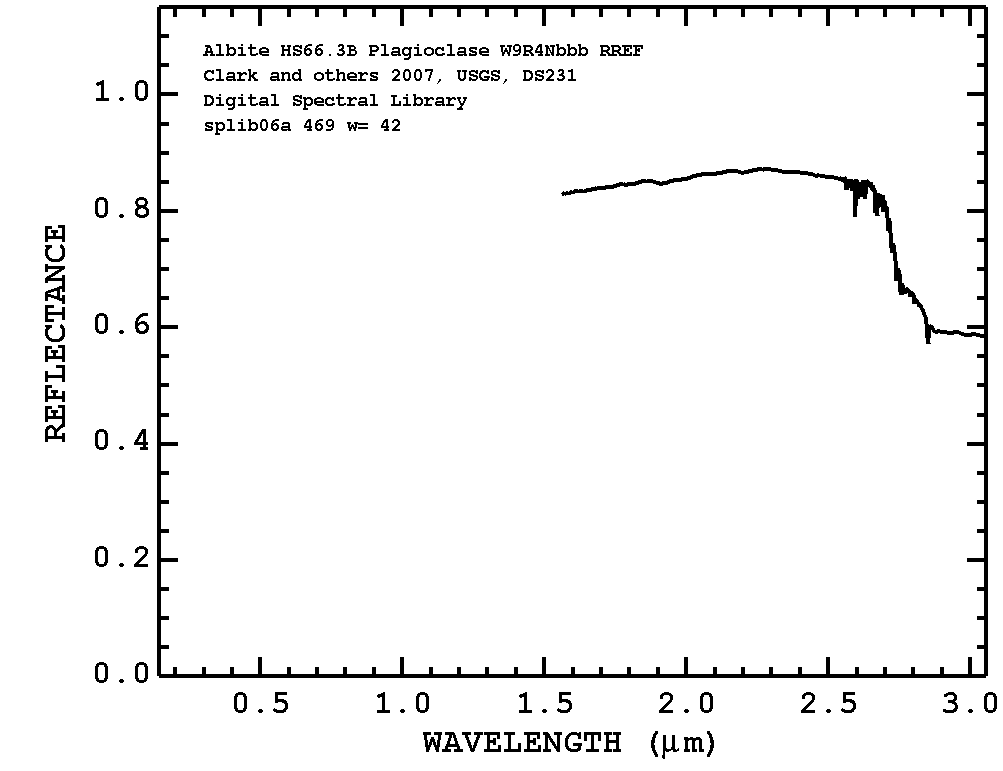 Albite HS66.3B Plagioclase W9R4Nbbb RREF
Clark and others 2007, USGS, DS231
Digital Spectral Library
splib06a 469 w= 42
1.0
0.8
0.6
0.4
0.2
0.0
REFLECTANCE
0.5 1.0 1.5 2.0 2.5 3.0
WAVELENGTH (μm)